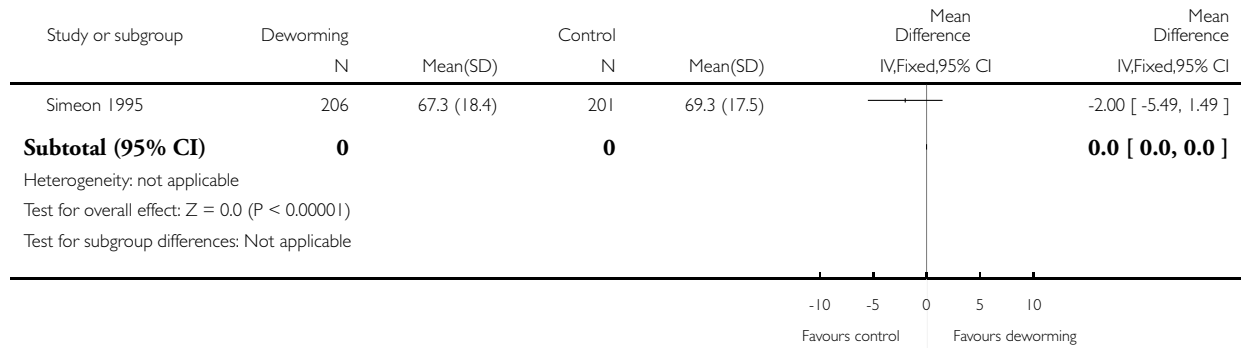 Study or subgroup Deworming Control Mean Difference Mean Difference
N Mean(SD) N Mean(SD) IV,Fixed,95% CI IV,Fixed,95% CI
Simeon 1995 206 67.3 (18.4) 201 69.3 (17.5) -2.00 [ -5.49, 1.49 ]
Subtotal (95% CI) 0 0 0.0 [ 0.0, 0.0 ]
Heterogeneity: not applicable
Test for overall effect: Z = 0.0 (P < 0.00001)
Test for subgroup differences: Not applicable
-10 -5 0 5 10
Favours control Favours deworming